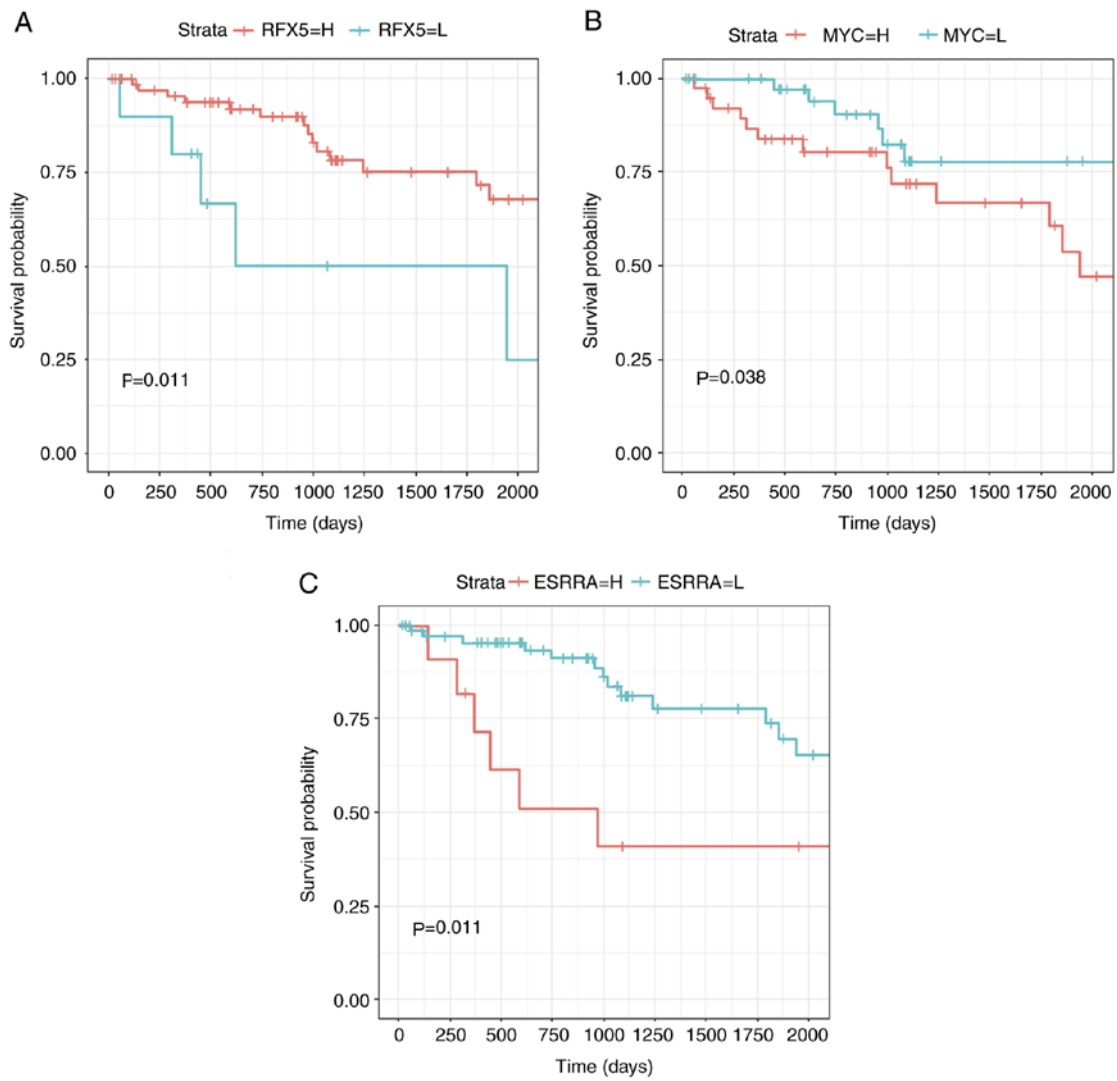 A
Strata RFX5=H RFX5=L
1.00
0.75
0.50
0.25
0.00
Survival probability
P=0.011
0 250 500 750 1000 1250 1500 1750 2000
Time (days)
B
Strata MYC=H MYC=L
1.00
0.75
0.50
0.25
0.00
Survival probability
P=0.038
0 250 500 750 1000 1250 1500 1750 2000
Time (days)
C
Strata ESRRA=H ESRRA=L
1.00
0.75
0.50
0.25
0.00
Survival probability
P=0.011
0 250 500 750 1000 1250 1500 1750 2000
Time (days)